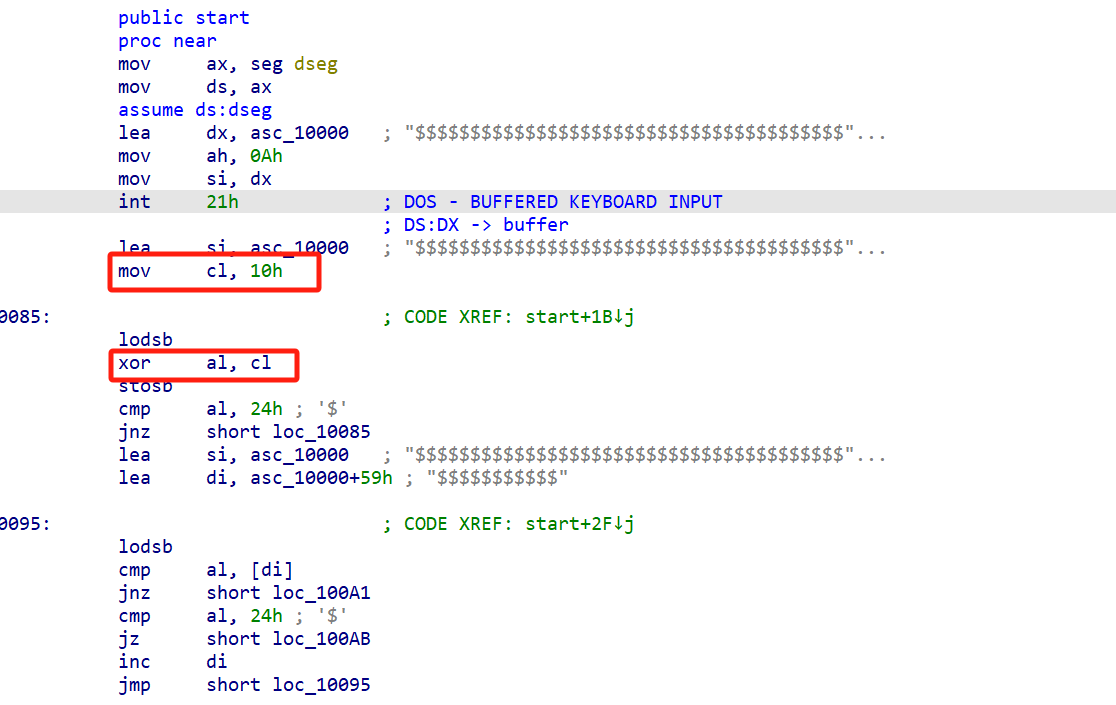 public start
proc near
mov ax, seg dseg
mov ds, ax
assume ds:dseg
lea dx, asc_10000 ; "$$$$$$$$$$$$$$$$$$$$$$$$$$$$$$$$$$$$$$$"...
mov ah, 0Ah
mov si, dx
int 21h ; DOS - BUFFERED KEYBOARD INPUT
; DS:DX -> buffer
lea si, asc_10000 ; "$$$$$$$$$$$$$$$$$$$$$$$$$$$$$$$$$$$$$$$"...
mov cl, 10h
0085: ; CODE XREF: start+1B↓j
lodsb
xor al, cl
stosb
cmp al, 24h ; '$'
jnz short loc_10085
lea si, asc_10000 ; "$$$$$$$$$$$$$$$$$$$$$$$$$$$$$$$$$$$$$$$"...
lea di, asc_10000+59h ; "$$$$$$$$$$$"
0095: ; CODE XREF: start+2F↓j
lodsb
cmp al, [di]
jnz short loc_100A1
cmp al, 24h ; '$'
jz short loc_100AB
inc di
jmp short loc_10095